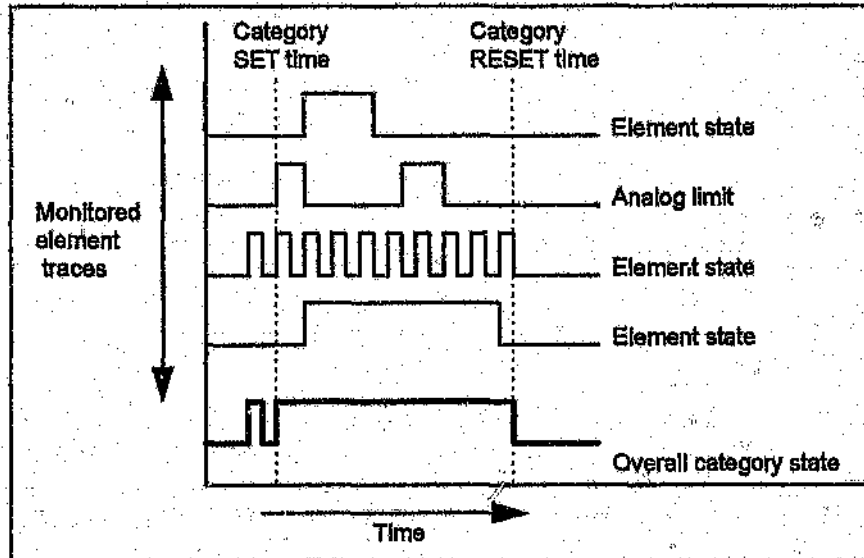 Category
SET time
Category
RESET time
Element state
Analog limit
Monitored
element
traces
Element state
Element state
Overall category state
Time